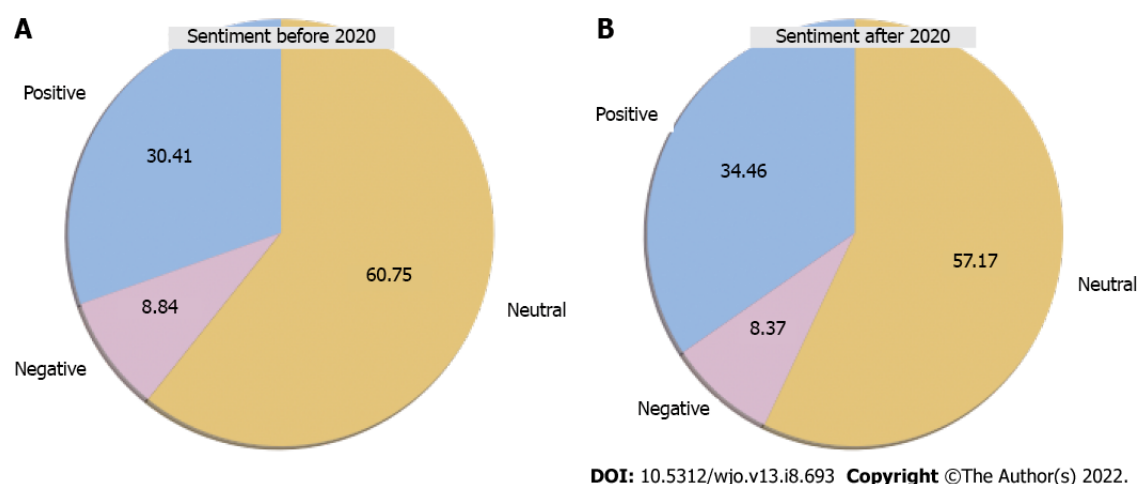 A
Sentiment before 2020
Positive
30.41
60.75
8.84
Neutral
Negative
B
Sentiment after 2020
Positive
34.46
57.17
Neutral
8.37
Negative
DOI: 10.5312/wjo.v13.i8.693 Copyright ©The Author(s) 2022.